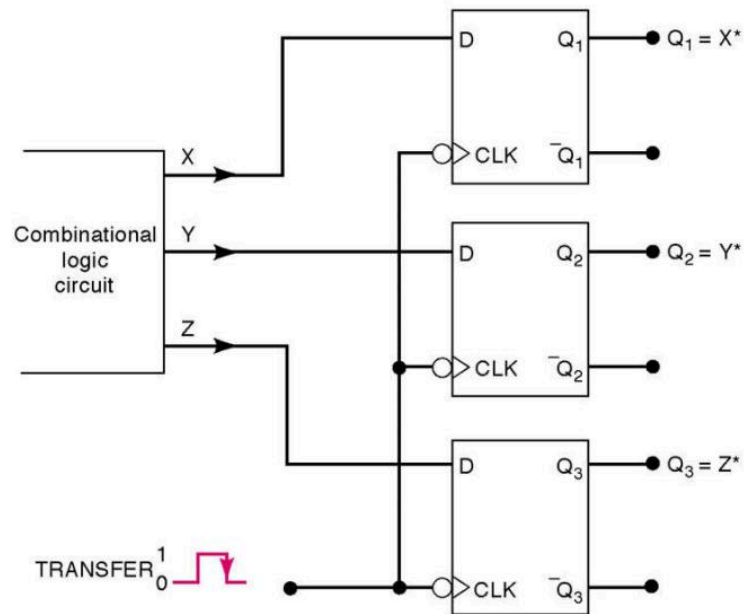 D
Q₁
Q₁ = X*
X
CLK
Q̅₁
Combinational
logic
circuit
Y
D
Q₂
Q₂ = Y*
Z
CLK
Q̅₂
D
Q₃
Q₃ = Z*
TRANSFER
1
0
CLK
Q̅₃